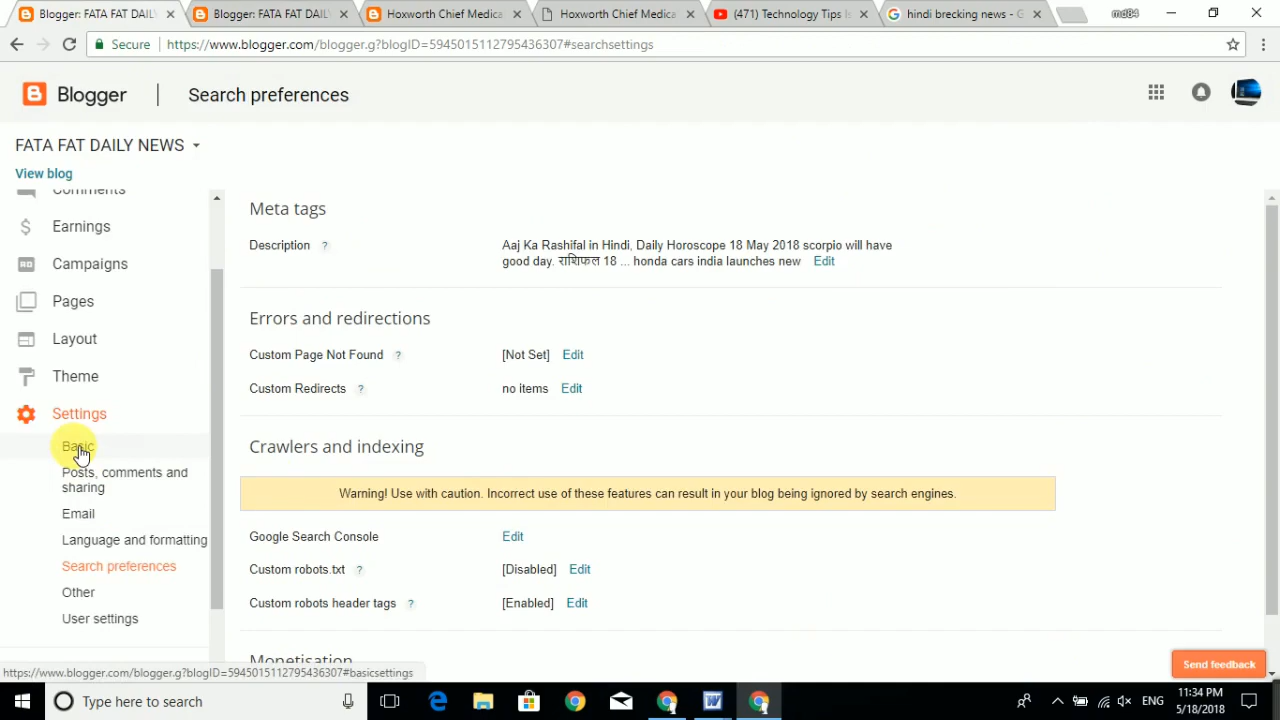 Blogger: FATA FAT DAILY
Blogger: FATA FAT DAIL
Hoxworth Chief Medica
Hoxworth Chief Medica
(471) Technology Tips Is
hindi brecking news - G
md84
Secure
https://www.blogger.com/blogger.g?blogID=5945015112795436307#searchsettings
Blogger
Search preferences
FATA FAT DAILY NEWS
View blog
Comments
Earnings
Campaigns
Pages
Layout
Theme
Settings
Basic
Posts, comments and
sharing
Email
Language and formatting
Search preferences
Other
User settings
Meta tags
Description ?
Aaj Ka Rashifal in Hindi, Daily Horoscope 18 May 2018 scorpio will have
good day. राशिफल 18 ... honda cars india launches new Edit
Errors and redirections
Custom Page Not Found ? [Not Set] Edit
Custom Redirects ? no items Edit
Crawlers and indexing
Warning! Use with caution. Incorrect use of these features can result in your blog being ignored by search engines.
Google Search Console Edit
Custom robots.txt ? [Disabled] Edit
Custom robots header tags ? [Enabled] Edit
Monetisation
Send feedback
https://www.blogger.com/blogger.g?blogID=5945015112795436307#basicsettings
Type here to search
ENG
11:34 PM
5/18/2018